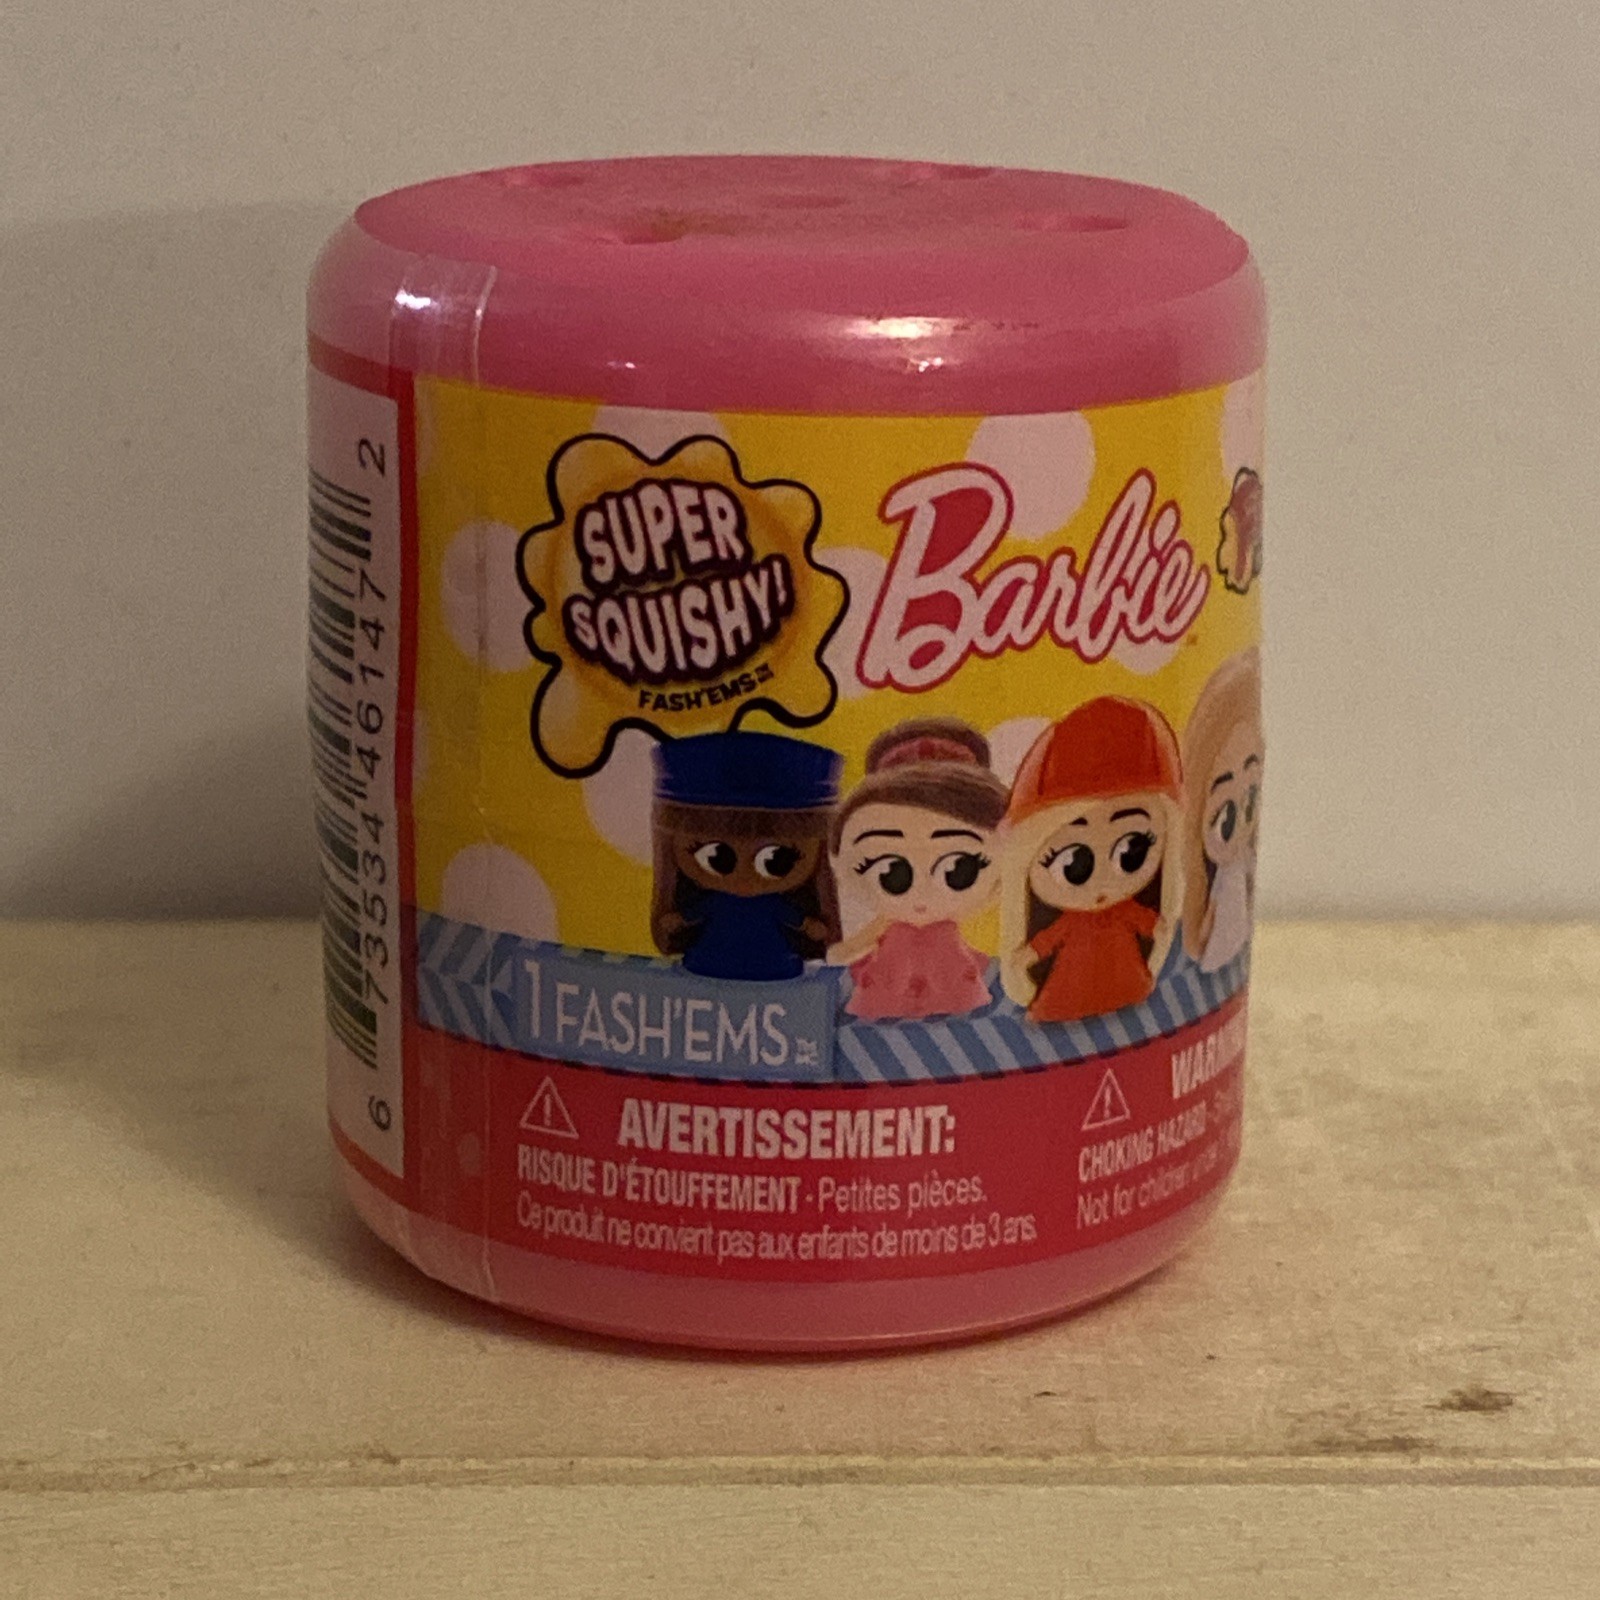 SUPER
SQUISHY!
FASH'EMS™
Barbie
1 FASH'EMS
AVERTISSEMENT:
RISQUE D'ÉTOUFFEMENT - Petites pièces.
Ce produit ne convient pas aux enfants de moins de 3 ans.
CHOKING HAZARD
Not for children
6 73534 46147 2